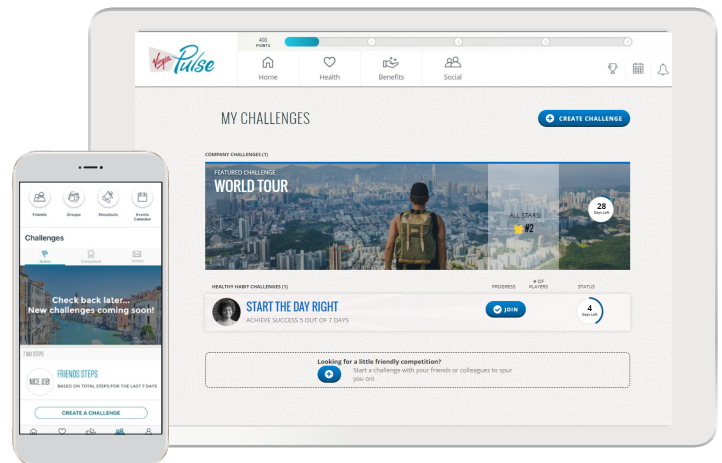 400
POINTS
Virgin Pulse
Home
Health
Benefits
Social
MY CHALLENGES
CREATE CHALLENGE
COMPANY CHALLENGES (1)
FEATURED CHALLENGE
WORLD TOUR
ALL STARS!
#2
28
Days Left
HEALTHY HABIT CHALLENGES (1)
PROGRESS
# OF
PLAYERS
STATUS
START THE DAY RIGHT
ACHIEVE SUCCESS 5 OUT OF 7 DAYS
JOIN
4
Days Left
Looking for a little friendly competition?
Start a challenge with your friends or colleagues to spur
you on!
Friends
Groups
Shoutouts
Events
Calendar
Challenges
Active
Completed
Invites
Check back later...
New challenges coming soon!
7 DAY STEPS
NICE JOB!
FRIENDS STEPS
BASED ON TOTAL STEPS FOR THE LAST 7 DAYS
CREATE A CHALLENGE